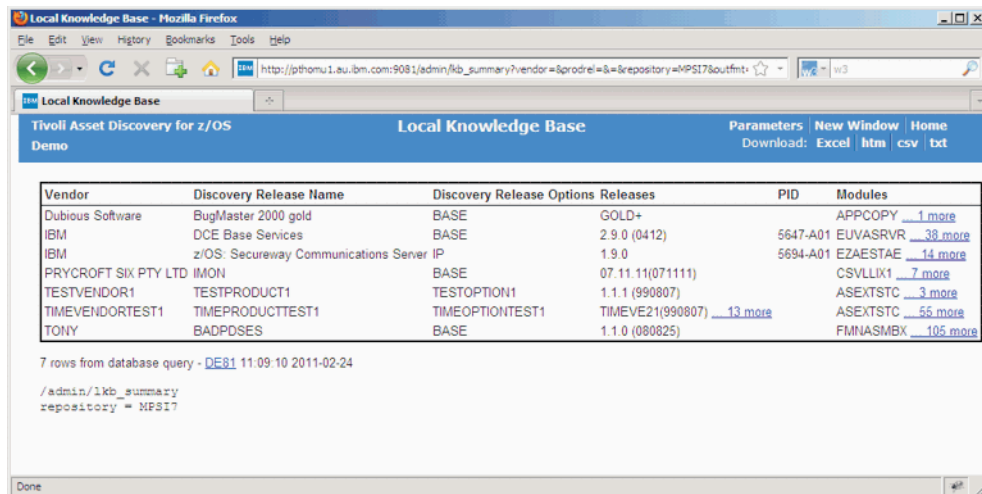 Local Knowledge Base - Mozilla Firefox
File Edit View History Bookmarks Tools Help
IBM http://pthomu1.au.ibm.com:9081/admin/kb_summary?vendor=&prodrel=&=&repository=MPSI7&outfmt= w3
IBM Local Knowledge Base
Tivoli Asset Discovery for z/OS Local Knowledge Base Parameters New Window Home
Demo Download: Excel htm csv txt
Vendor Discovery Release Name Discovery Release Options Releases PID Modules
Dubious Software BugMaster 2000 gold BASE GOLD+ APPCOPY .... 1 more
IBM DCE Base Services BASE 2.9.0 (0412) 5647-A01 EUVASRVR .... 38 more
IBM z/OS: Secureway Communications Server IP 1.9.0 5694-A01 EZAESTAE .... 14 more
PRYCROFT SIX PTY LTD IMON BASE 07.11.11(071111) CSVLLIX1 .... 7 more
TESTVENDOR1 TESTPRODUCT1 TESTOPTION1 1.1.1 (990807) ASEXTSTC .... 3 more
TIMEVENDORTEST1 TIMEPRODUCTTEST1 TIMEOPTIONTEST1 TIMEVE21(990807) .... 13 more ASEXTSTC .... 55 more
TONY BADPDSES BASE 1.1.0 (080825) FMNASMBX .... 105 more
7 rows from database query - DE81 11:09:10 2011-02-24
/admin/lkb_summary
repository = MPSI7
Done